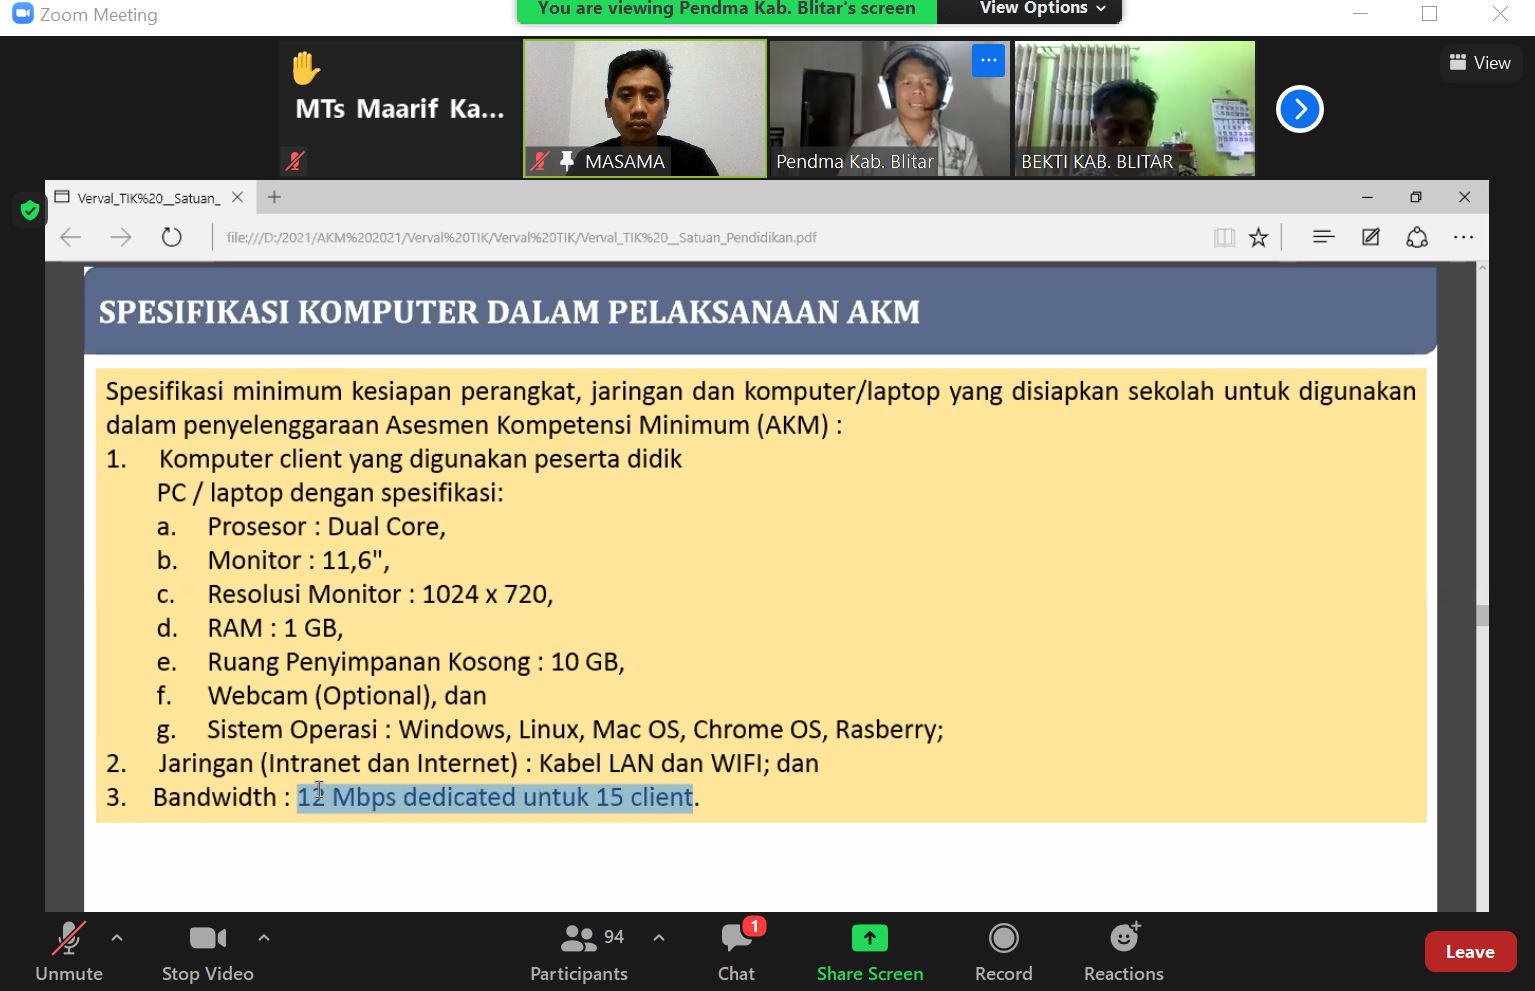 Zoom Meeting
You are viewing Pendma Kab. Blitar's screen
View Options
View
MTs Maarif Ka...
MASAMA
Pendma Kab. Blitar
BEKTI KAB. BLITAR
Verval_TIK%20__Satuan_
file:///D:/2021/AKM%202021/Verval%20TIK/Verval%20TIK/Verval_TIK%20__Satuan_Pendidikan.pdf
SPESIFIKASI KOMPUTER DALAM PELAKSANAAN AKM
Spesifikasi minimum kesiapan perangkat, jaringan dan komputer/laptop yang disiapkan sekolah untuk digunakan
dalam penyelenggaraan Asesmen Kompetensi Minimum (AKM) :
1. Komputer client yang digunakan peserta didik
PC / laptop dengan spesifikasi:
a. Prosesor : Dual Core,
b. Monitor : 11,6",
c. Resolusi Monitor : 1024 x 720,
d. RAM : 1 GB,
e. Ruang Penyimpanan Kosong : 10 GB,
f. Webcam (Optional), dan
g. Sistem Operasi : Windows, Linux, Mac OS, Chrome OS, Rasberry;
2. Jaringan (Intranet dan Internet) : Kabel LAN dan WIFI; dan
3. Bandwidth : 12 Mbps dedicated untuk 15 client.
Unmute
Stop Video
94
Participants
1
Chat
Share Screen
Record
Reactions
Leave